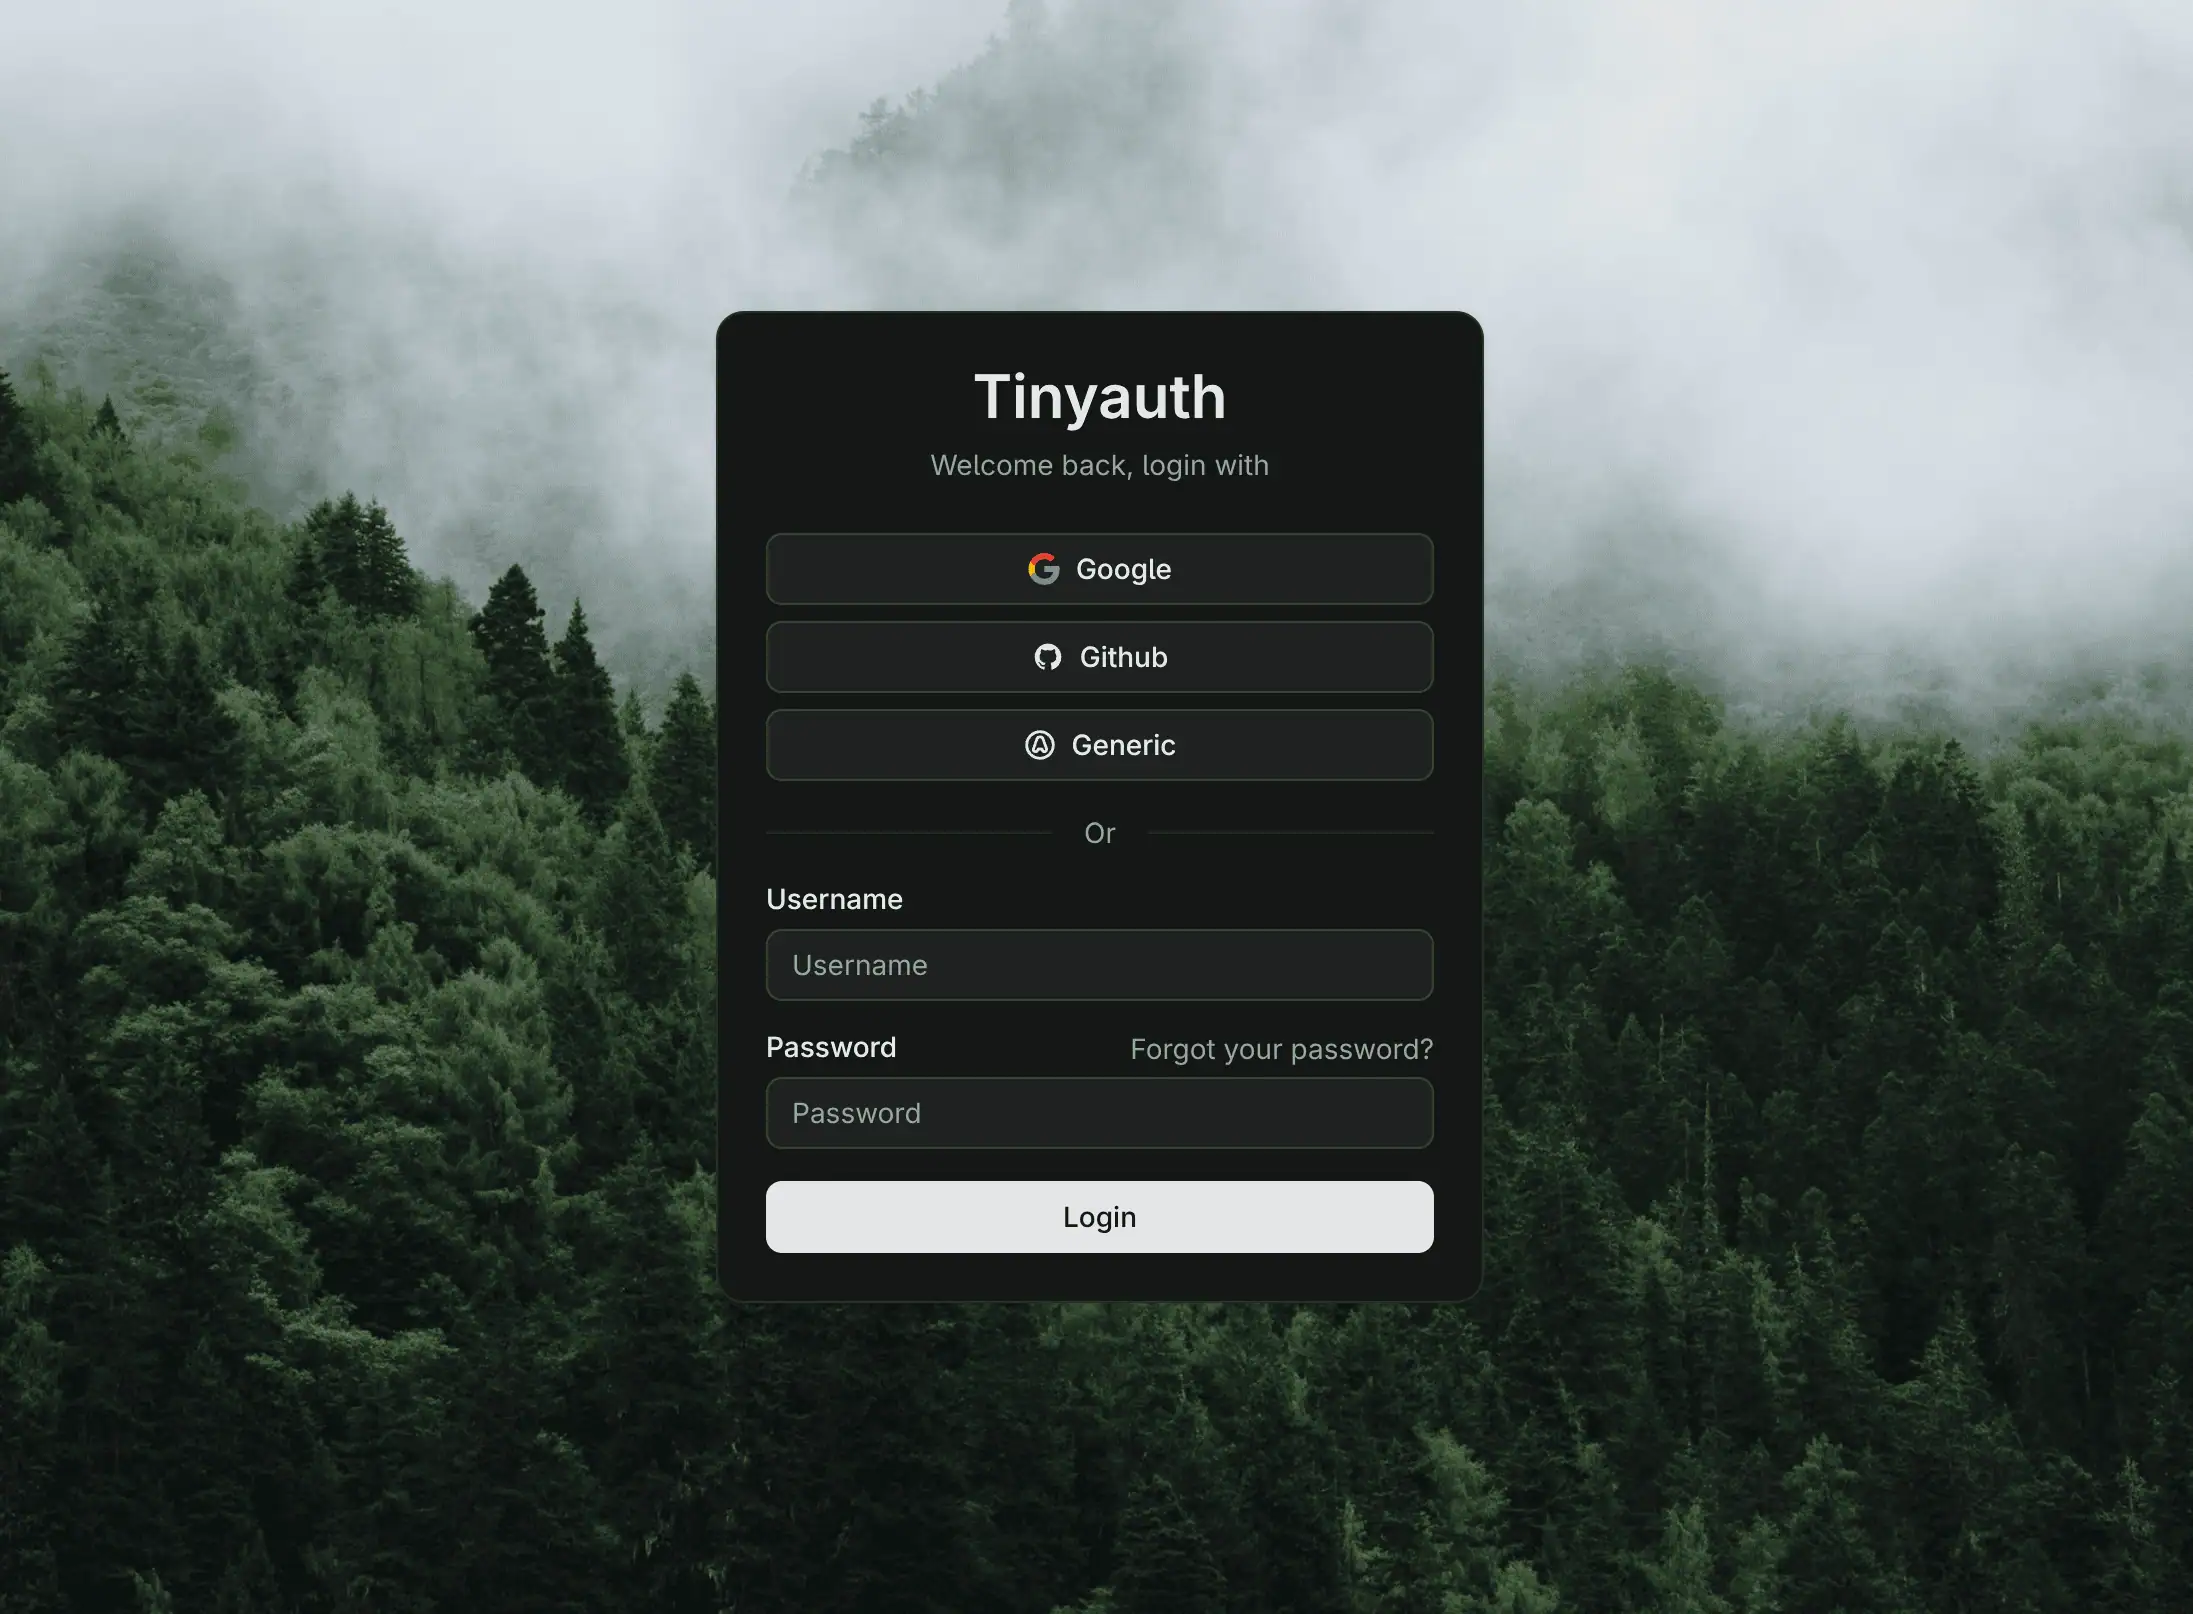 Tinyauth
Welcome back, login with
Google
Github
Generic
Or
Username
Username
Password
Forgot your password?
Password
Login